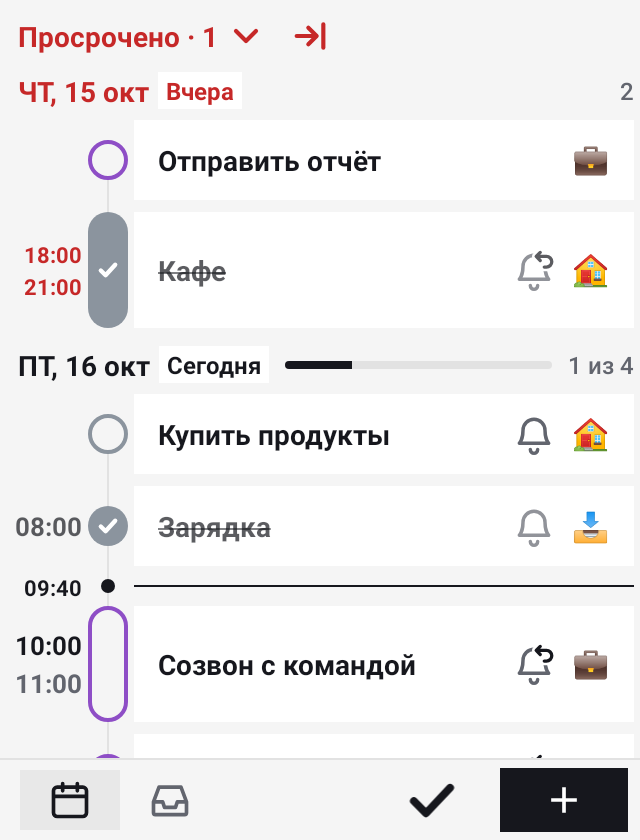 Просрочено · 1
ЧТ, 15 окт Вчера 2
Отправить отчёт
18:00
21:00
Кафе
ПТ, 16 окт Сегодня 1 из 4
Купить продукты
08:00 Зарядка
09:40
10:00
11:00
Созвон с командой